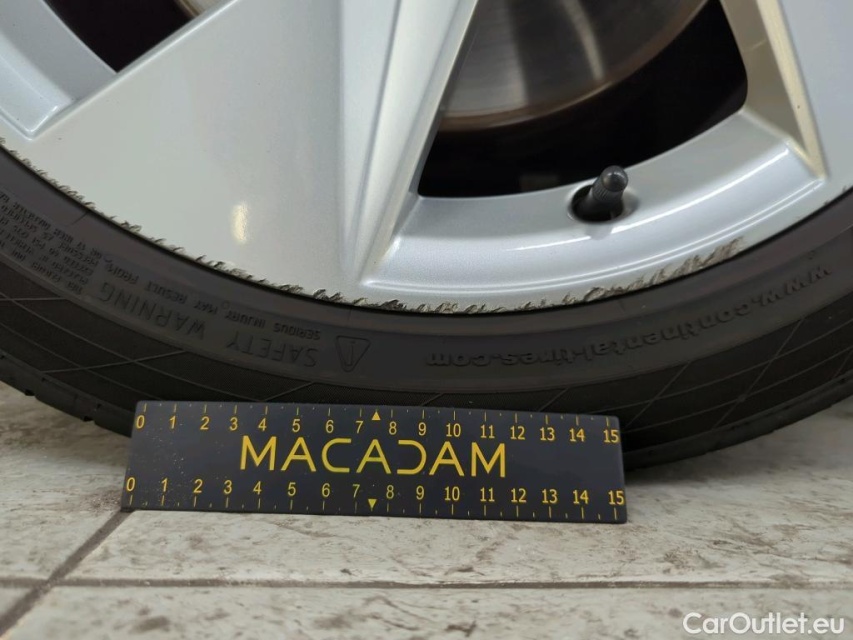 SAFETY WARNING
SERIOUS INJURY MAY RESULT FROM:
www.continental-tires.com
0 1 2 3 4 5 6 7 8 9 10 11 12 13 14 15
MACADAM
0 1 2 3 4 5 6 7 8 9 10 11 12 13 14 15
CarOutlet.eu